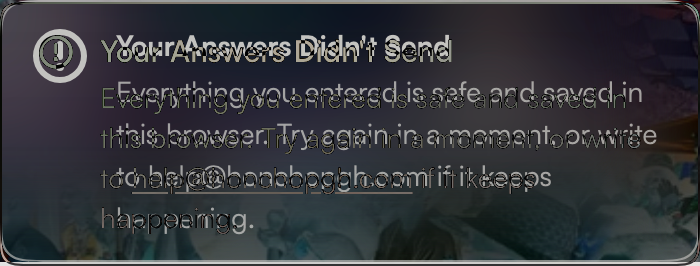 Your Answers Didn't Send
Everything you entered is safe and saved in
this browser. Try again in a moment, or write
to if it keeps
happening.